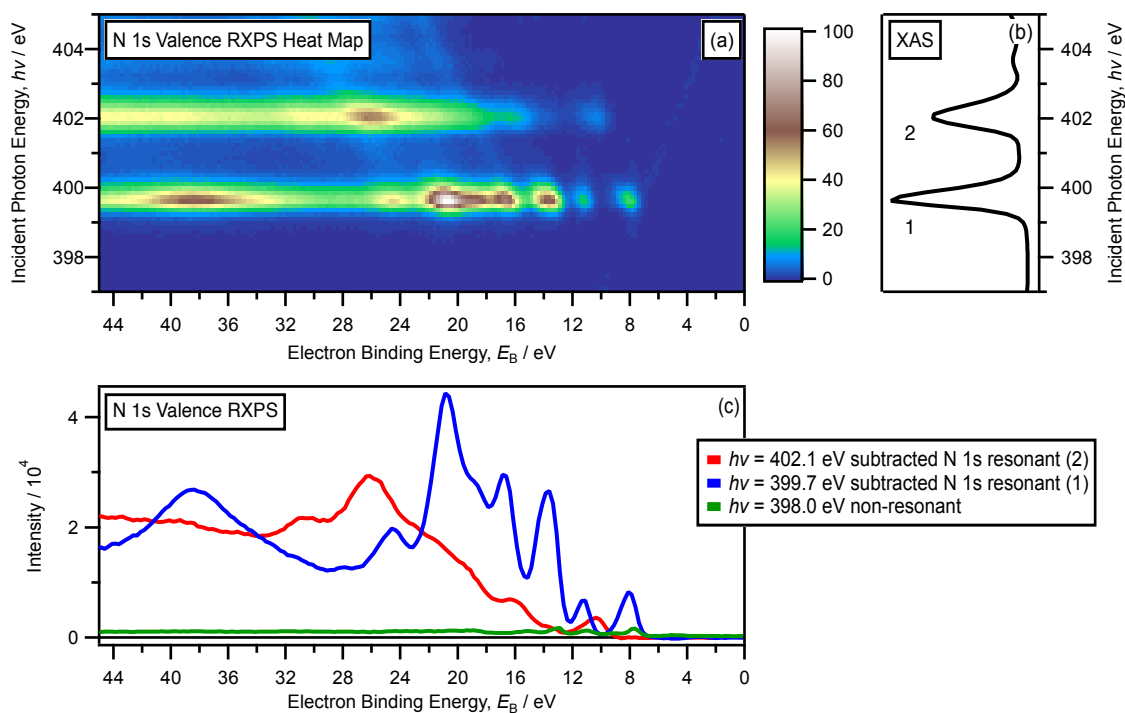 N 1s Valence RXPS Heat Map
(a)
Incident Photon Energy, hν / eV
404
402
400
398
44 40 36 32 28 24 20 16 12 8 4 0
Electron Binding Energy, E_B / eV
100
80
60
40
20
0
XAS
(b)
2
1
404
402
400
398
Incident Photon Energy, hν / eV
N 1s Valence RXPS
(c)
Intensity / 10^4
4
2
0
44 40 36 32 28 24 20 16 12 8 4 0
Electron Binding Energy, E_B / eV
hν = 402.1 eV subtracted N 1s resonant (2)
hν = 399.7 eV subtracted N 1s resonant (1)
hν = 398.0 eV non-resonant